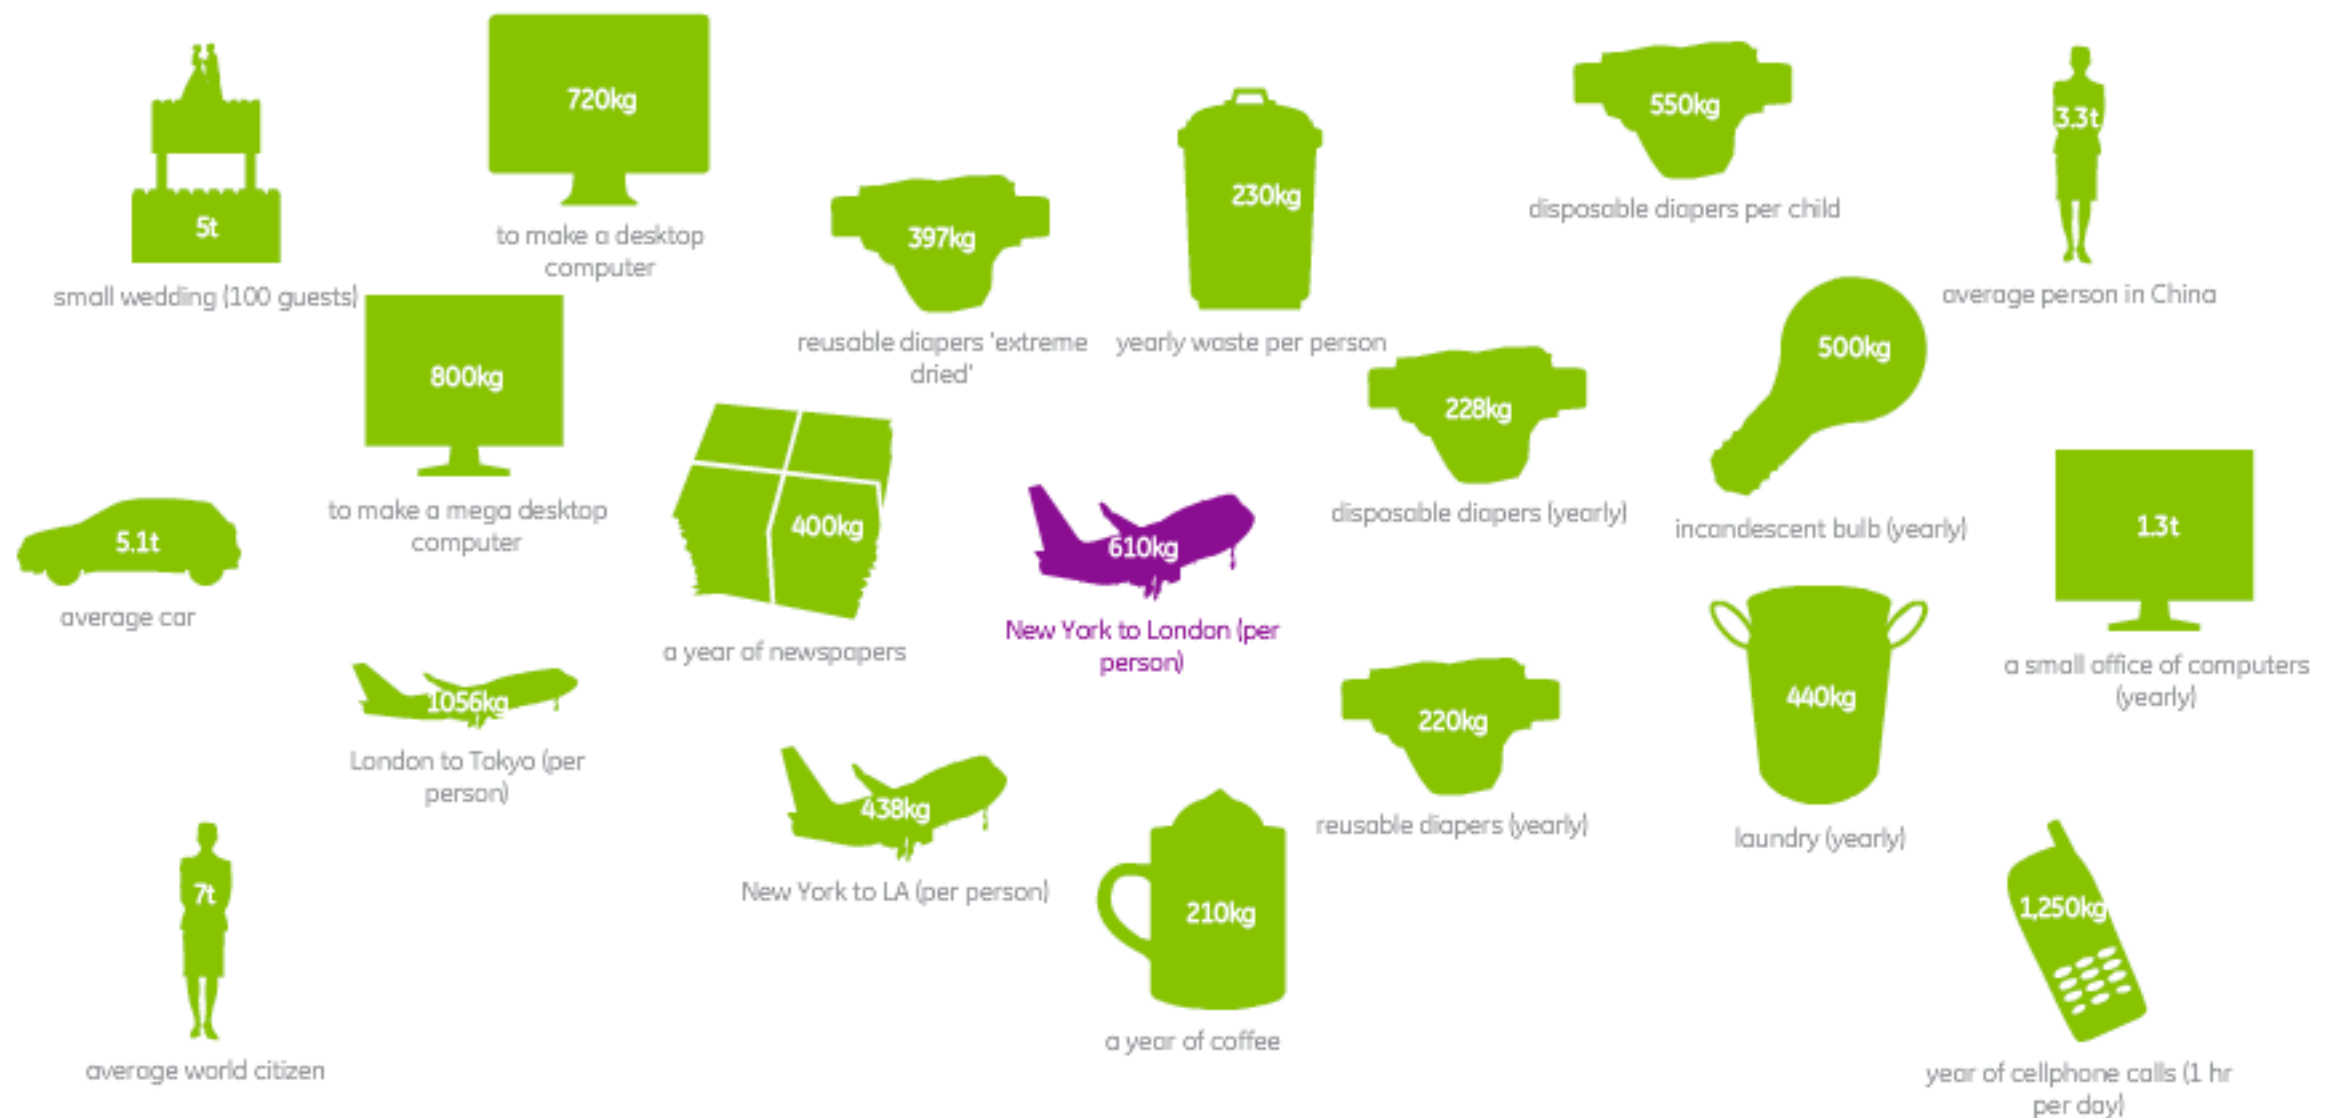 5t
small wedding (100 guests)
720kg
to make a desktop
computer
397kg
reusable diapers 'extreme
dried'
230kg
yearly waste per person
550kg
disposable diapers per child
3.3t
average person in China
800kg
to make a mega desktop
computer
5.1t
average car
400kg
a year of newspapers
610kg
New York to London (per
person)
228kg
disposable diapers (yearly)
500kg
incandescent bulb (yearly)
1.3t
a small office of computers
(yearly)
1056kg
London to Tokyo (per
person)
438kg
New York to LA (per person)
220kg
reusable diapers (yearly)
440kg
laundry (yearly)
7t
average world citizen
210kg
a year of coffee
1,250kg
year of cellphone calls (1 hr
per day)